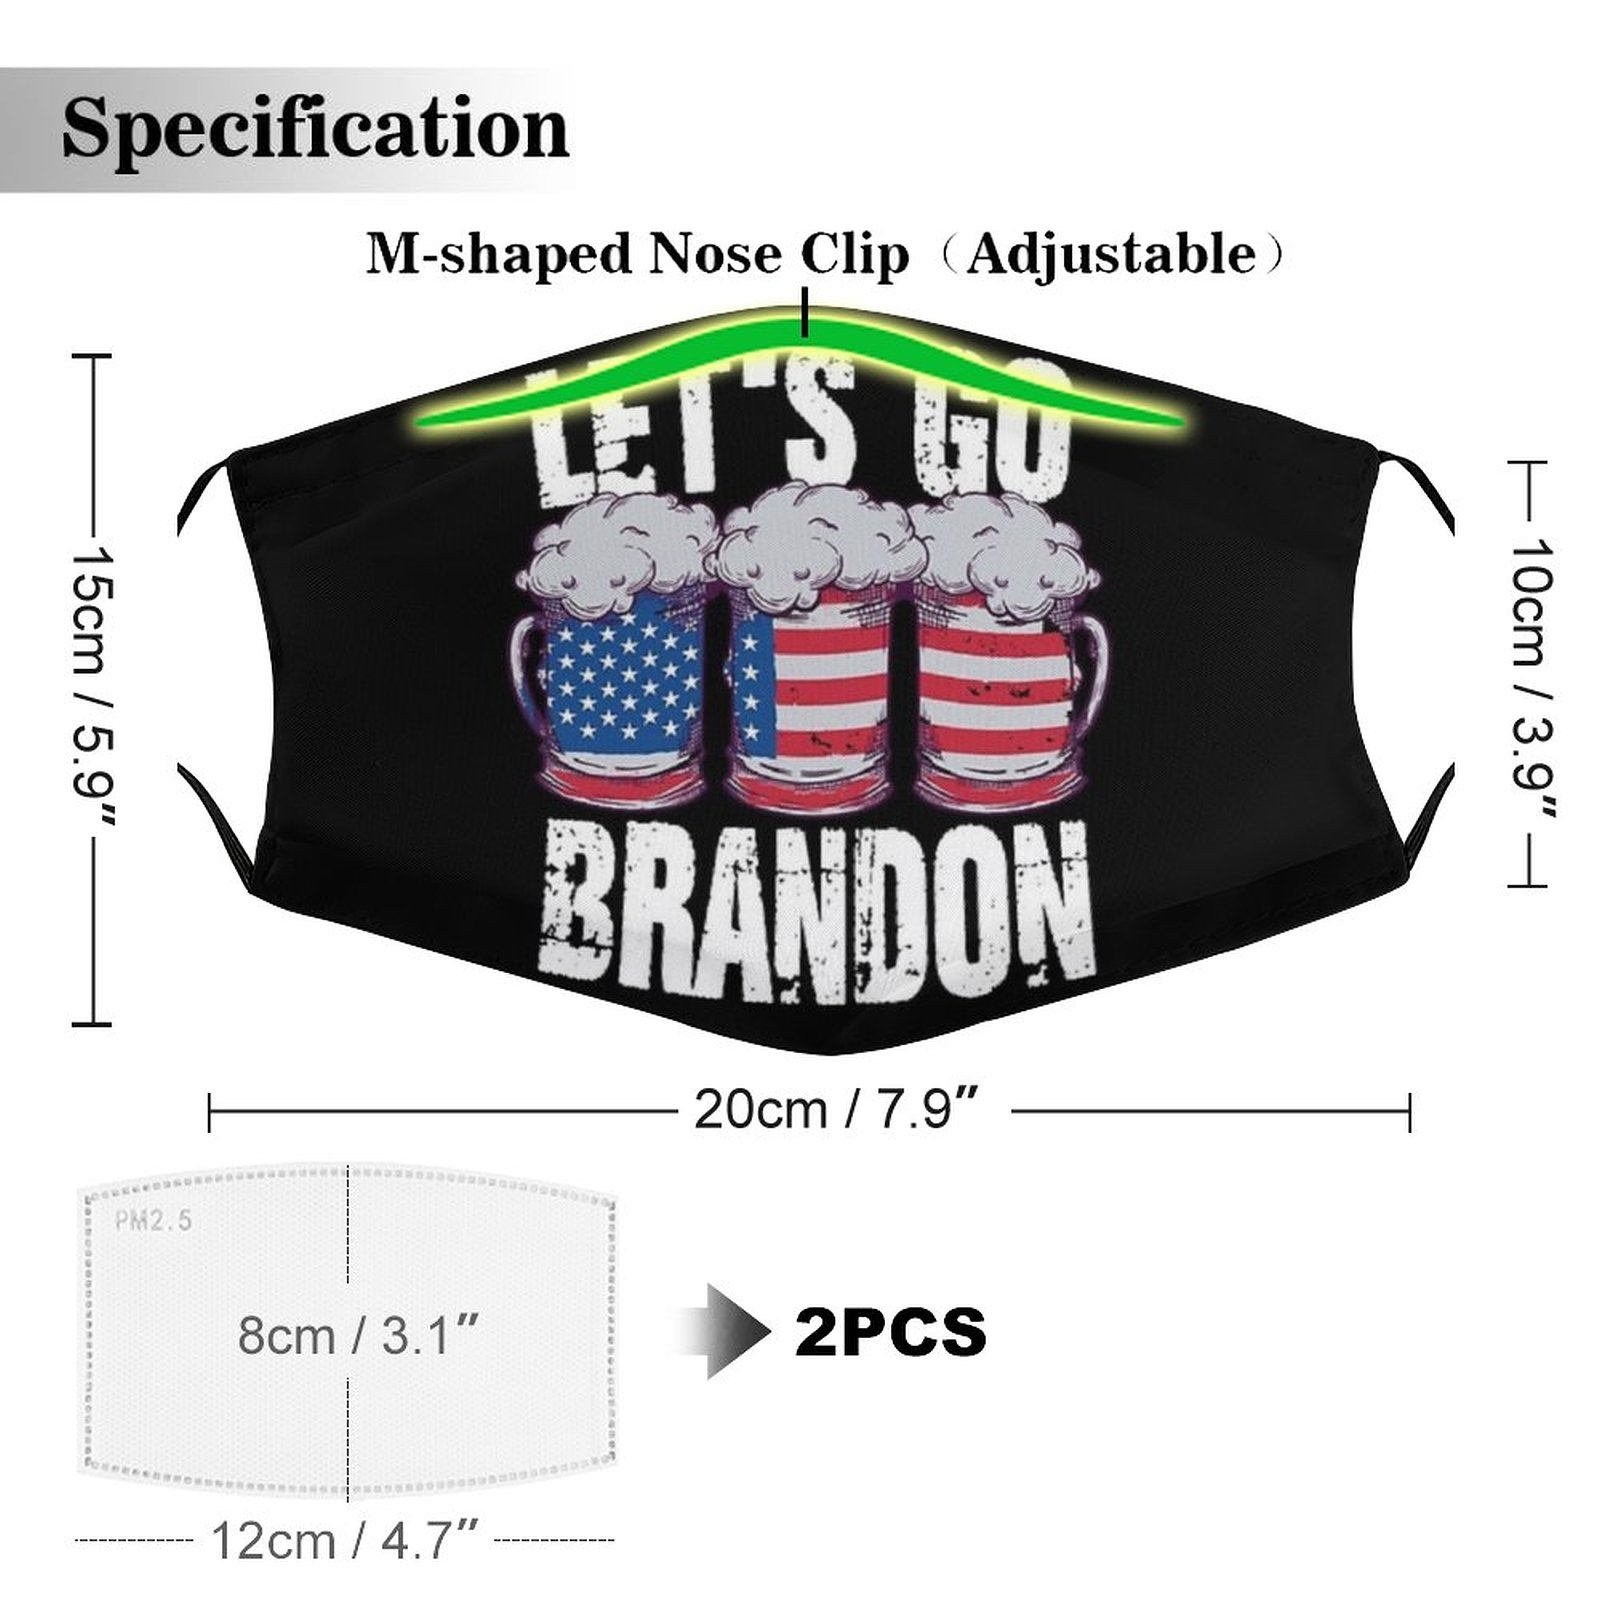 Specification
M-shaped Nose Clip（Adjustable）
LET'S GO
BRANDON
15cm / 5.9″
10cm / 3.9″
20cm / 7.9″
PM2.5
8cm / 3.1″
2PCS
12cm / 4.7″